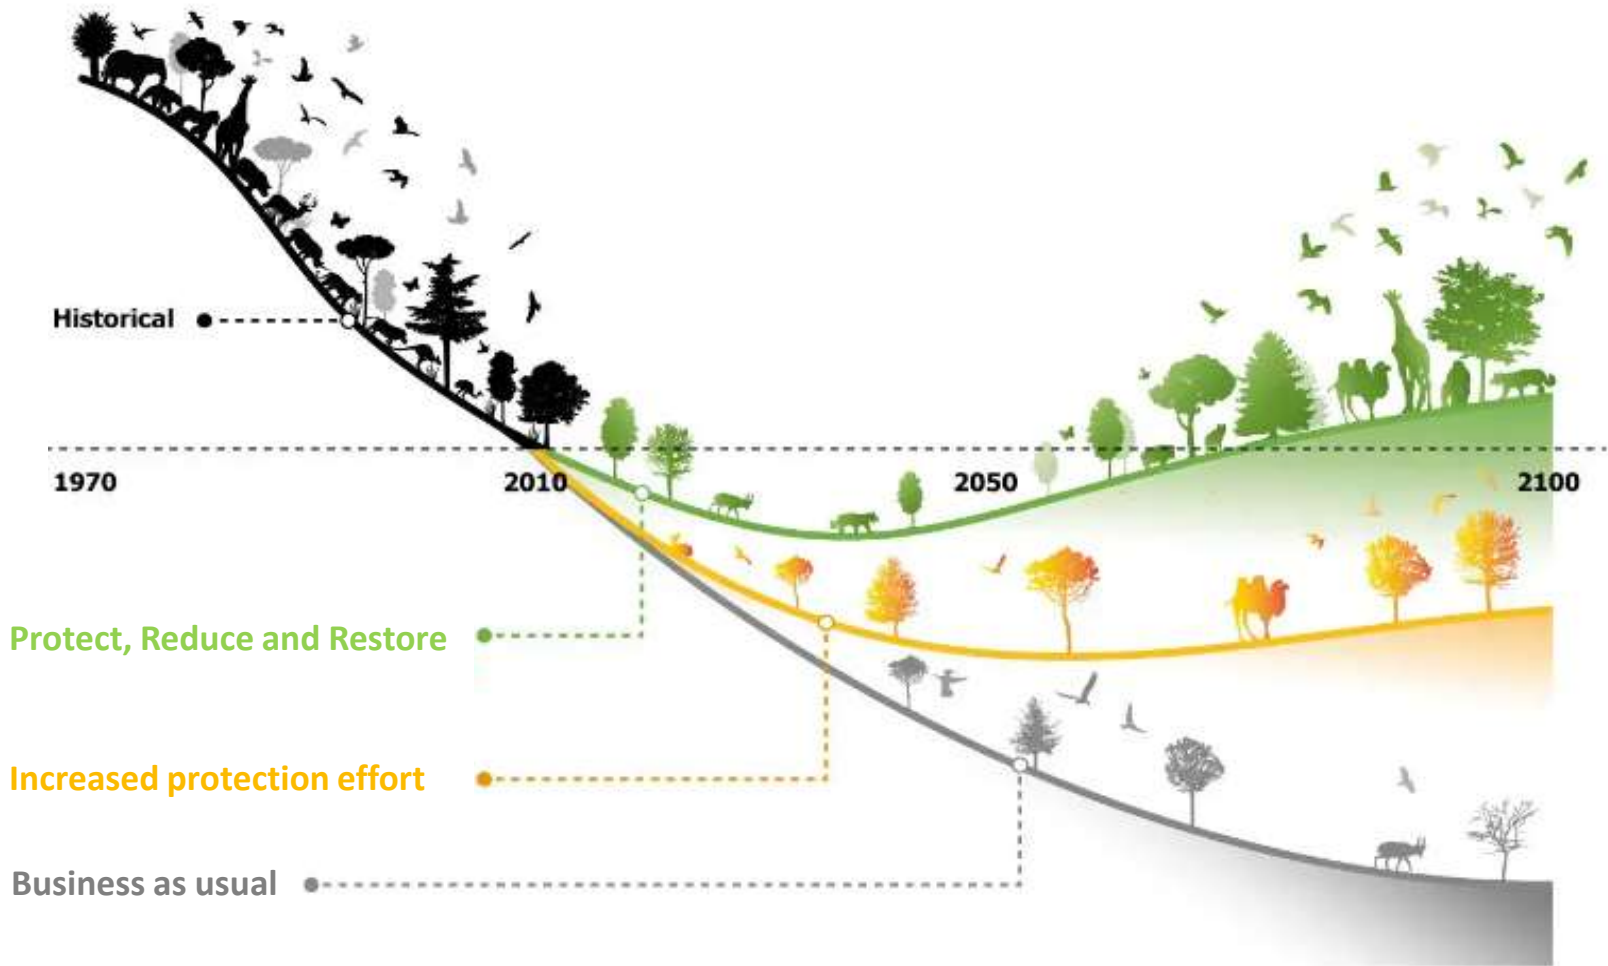 Historical
1970
2010
2050
2100
Protect, Reduce and Restore
Increased protection effort
Business as usual